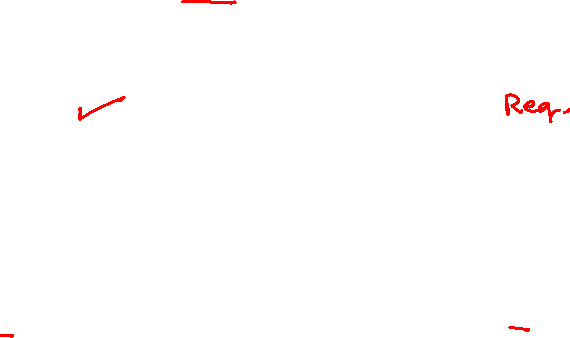 ✓ Req.